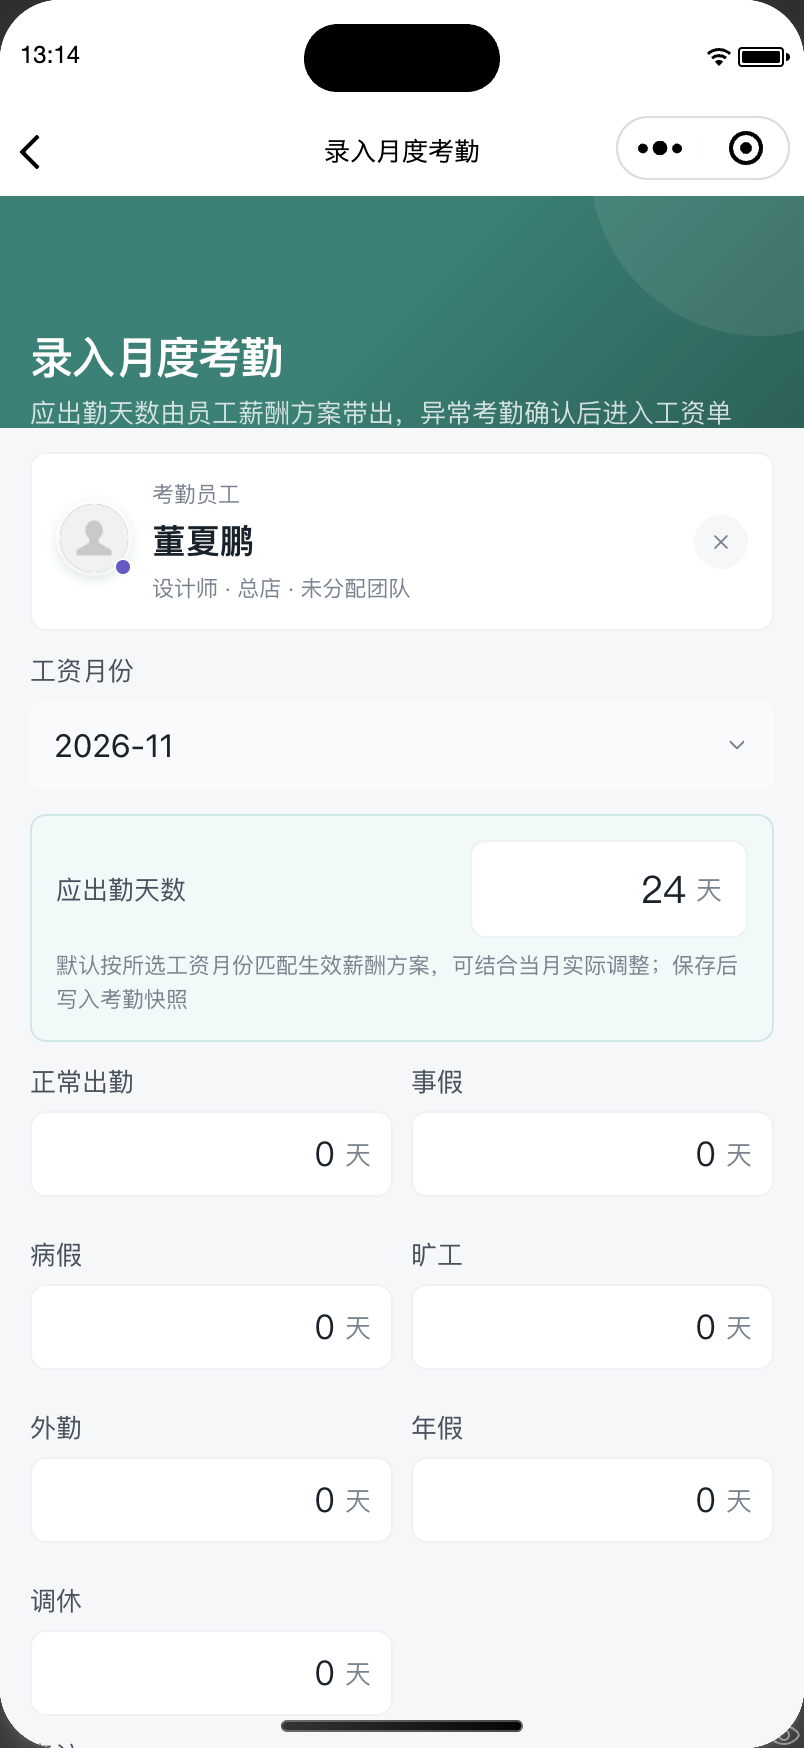 13:14
录入月度考勤
录入月度考勤
应出勤天数由员工薪酬方案带出，异常考勤确认后进入工资单
考勤员工
董夏鹏
设计师 · 总店 · 未分配团队
工资月份
2026-11
应出勤天数
24 天
默认按所选工资月份匹配生效薪酬方案，可结合当月实际调整；保存后
写入考勤快照
正常出勤
事假
0 天
0 天
病假
旷工
0 天
0 天
外勤
年假
0 天
0 天
调休
0 天